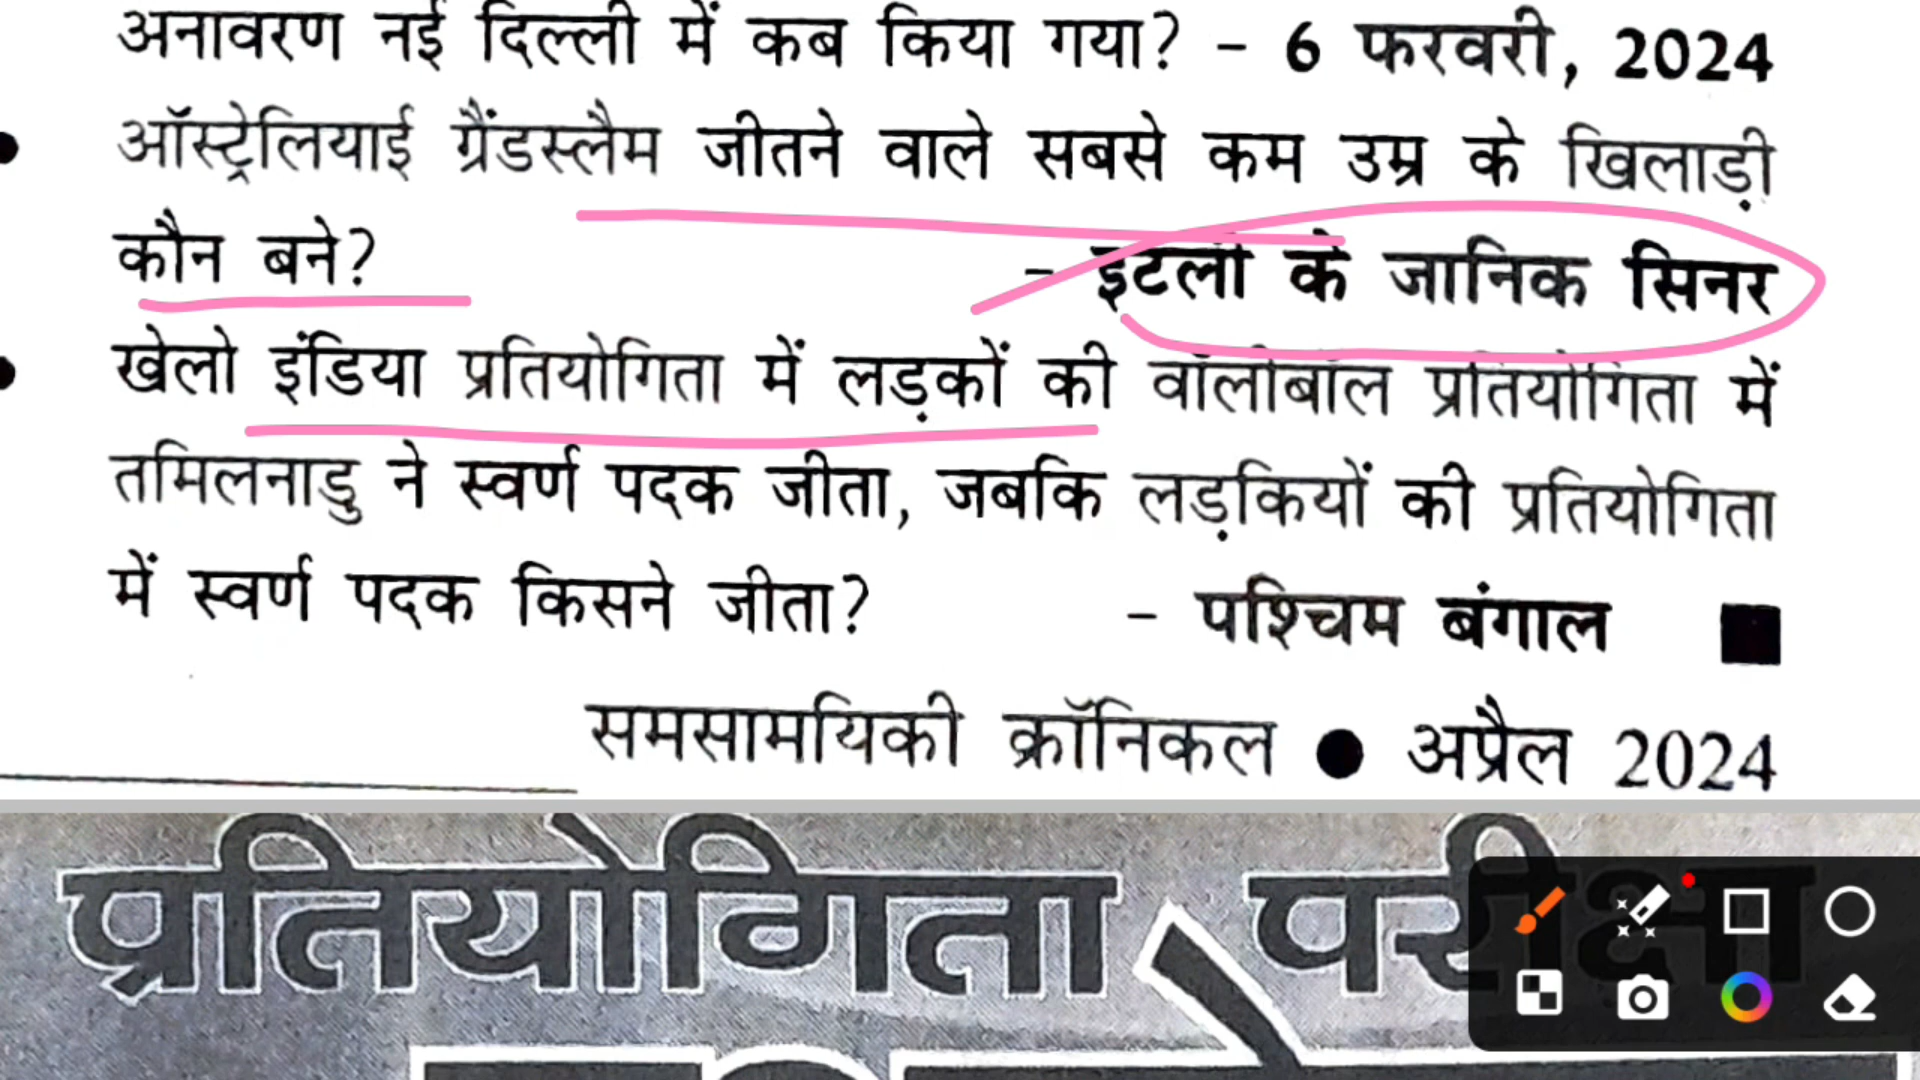 अनावरण नई दिल्ली में कब किया गया? – 6 फरवरी, 2024
● ऑस्ट्रेलियाई ग्रैंडस्लैम जीतने वाले सबसे कम उम्र के खिलाड़ी
कौन बने? – इटली के जानिक सिनर
● खेलो इंडिया प्रतियोगिता में लड़कों की वॉलीबॉल प्रतियोगिता में
तमिलनाडु ने स्वर्ण पदक जीता, जबकि लड़कियों की प्रतियोगिता
में स्वर्ण पदक किसने जीता? – पश्चिम बंगाल ■
समसामयिकी क्रॉनिकल ● अप्रैल 2024
प्रतियोगिता परीक्षा